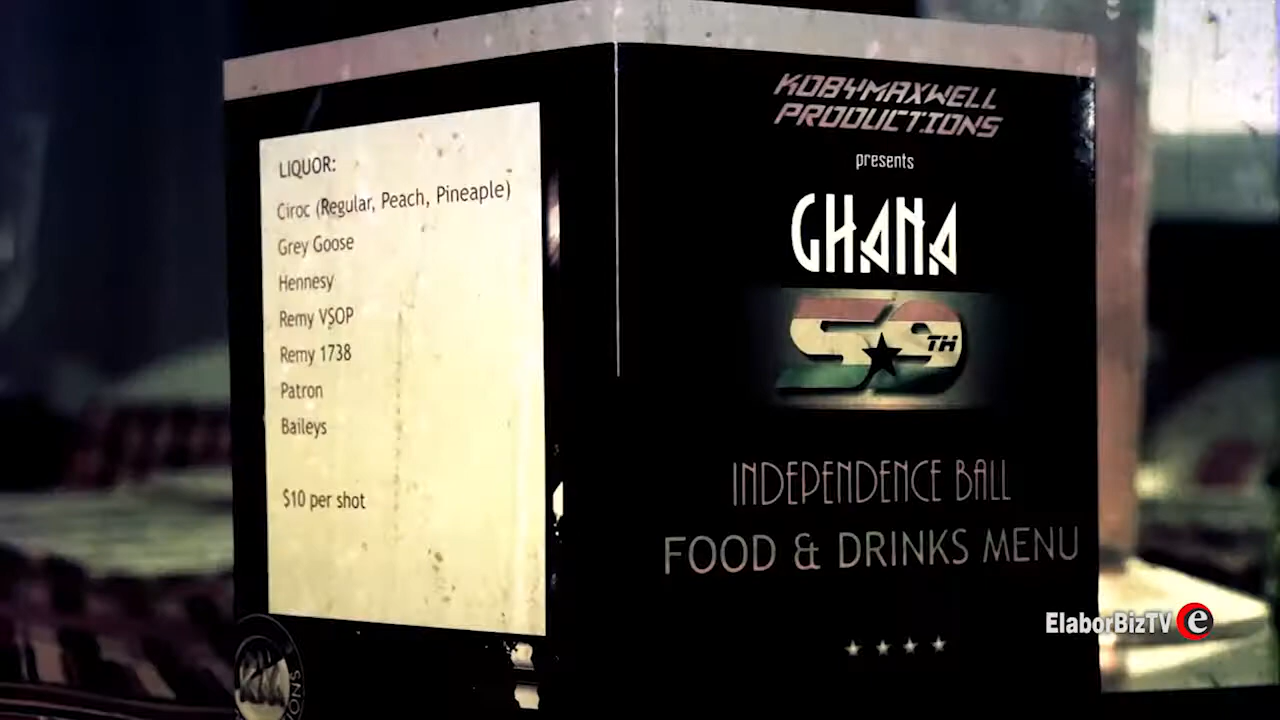 LIQUOR:
Ciroc (Regular, Peach, Pineaple)
Grey Goose
Hennesy
Remy VSOP
Remy 1738
Patron
Baileys
$10 per shot
KOBYMAXWELL
PRODUCTIONS
presents
GHANA
59TH
INDEPENDENCE BALL
FOOD & DRINKS MENU
ElaborBizTV e